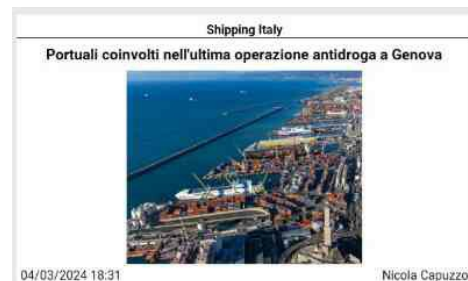 Shipping Italy
Portuali coinvolti nell'ultima operazione antidroga a Genova
04/03/2024 18:31
Nicola Capuzzo